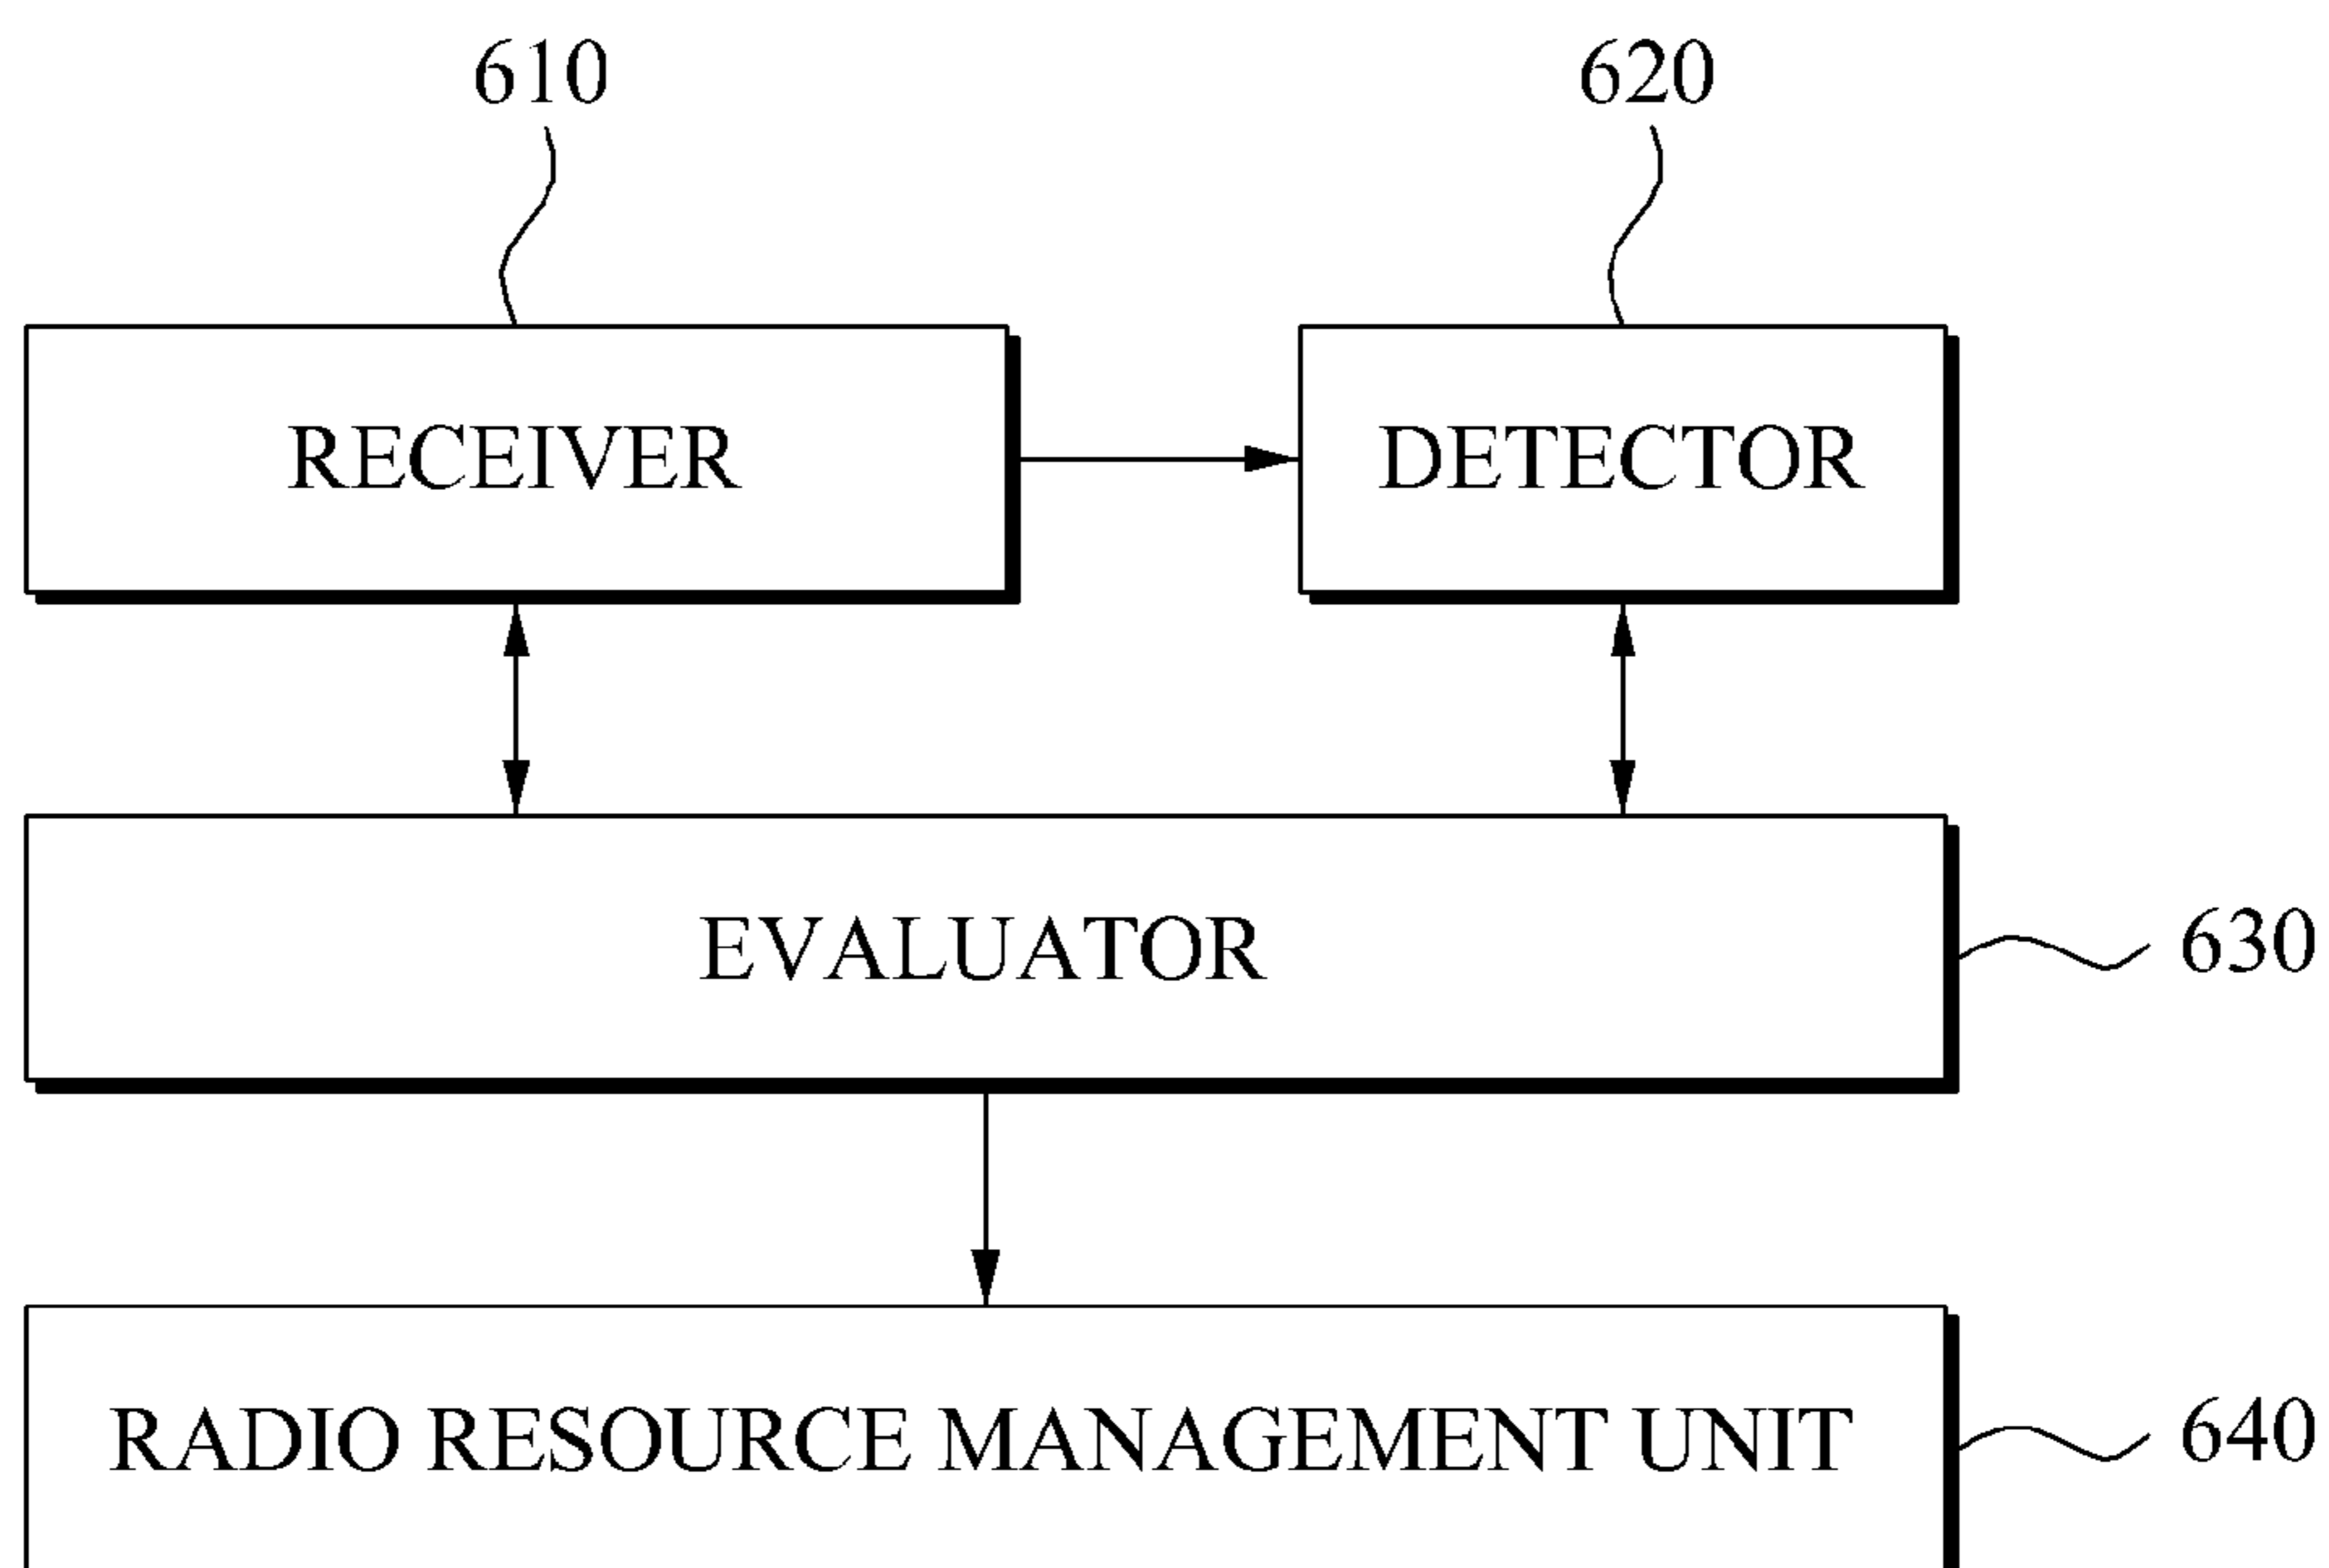 610
620
RECEIVER
DETECTOR
EVALUATOR
630
RADIO RESOURCE MANAGEMENT UNIT
640